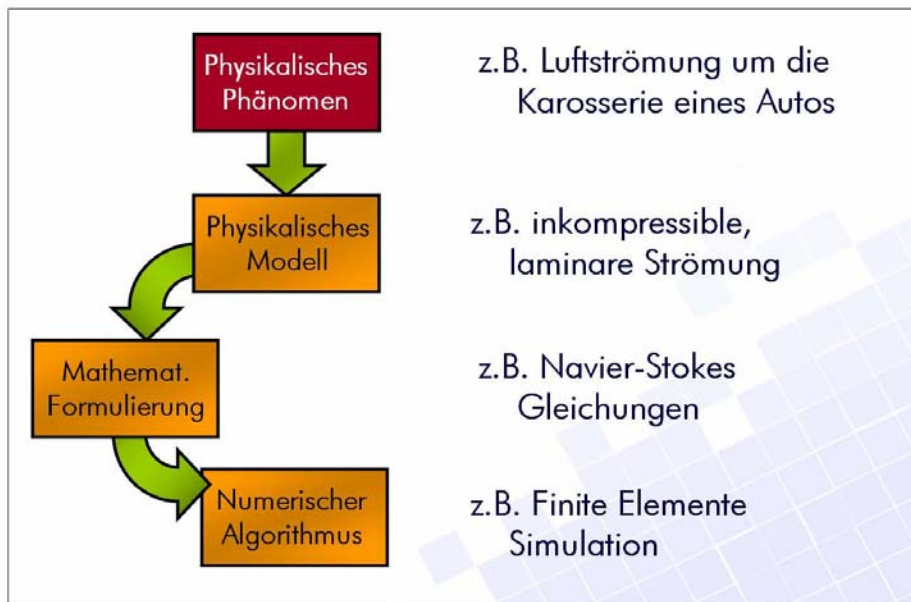 Physikalisches
Phänomen
z.B. Luftströmung um die
Karosserie eines Autos
Physikalisches
Modell
z.B. inkompressible,
laminare Strömung
Mathemat.
Formulierung
z.B. Navier-Stokes
Gleichungen
Numerischer
Algorithmus
z.B. Finite Elemente
Simulation